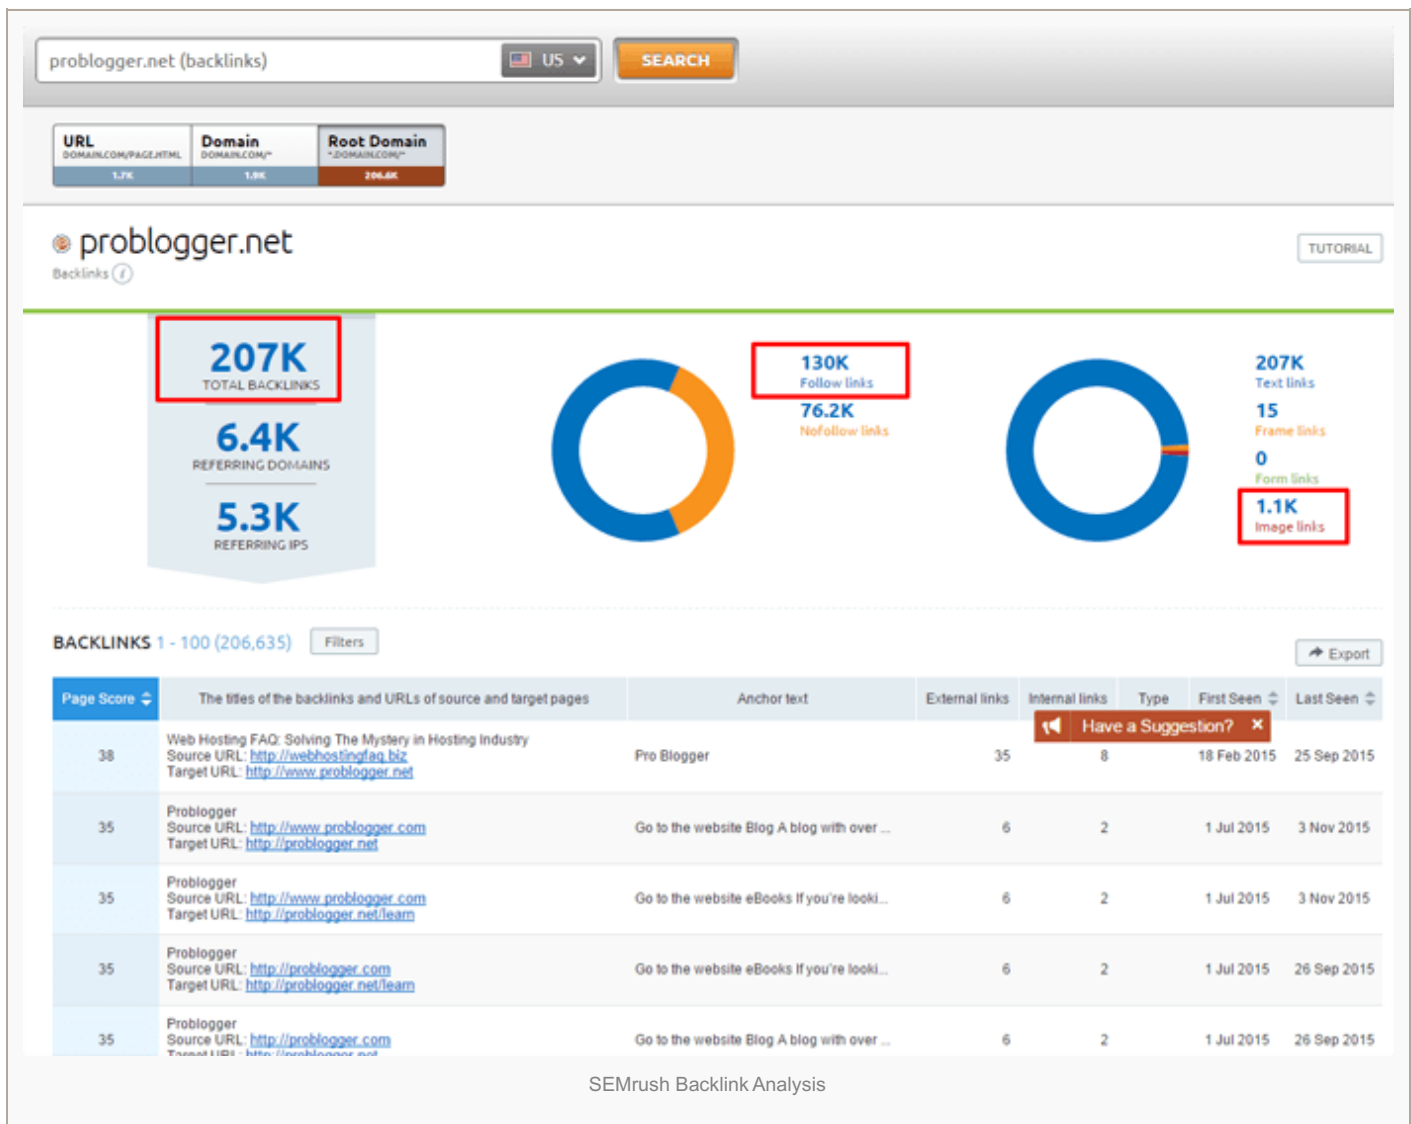 problogger.net (backlinks)
US
SEARCH
URL
DOMAIN.COM/PAGE.HTML
1.7K
Domain
DOMAIN.COM/*
1.9K
Root Domain
*.DOMAIN.COM/*
206.6K
problogger.net
Backlinks i
TUTORIAL
207K
TOTAL BACKLINKS
6.4K
REFERRING DOMAINS
5.3K
REFERRING IPS
130K
Follow links
76.2K
Nofollow links
207K
Text links
15
Frame links
0
Form links
1.1K
Image links
BACKLINKS 1 - 100 (206,635)
Filters
Export
Page Score The titles of the backlinks and URLs of source and target pages Anchor text External links Internal links Type First Seen Last Seen
Have a Suggestion? ×
Web Hosting FAQ: Solving The Mystery in Hosting Industry
38 Source URL: http://webhostingfaq.biz Pro Blogger 35 8 18 Feb 2015 25 Sep 2015
Target URL: http://www.problogger.net
Problogger
35 Source URL: http://www.problogger.com Go to the website Blog A blog with over ... 6 2 1 Jul 2015 3 Nov 2015
Target URL: http://problogger.net
Problogger
35 Source URL: http://www.problogger.com Go to the website eBooks If you're looki... 6 2 1 Jul 2015 3 Nov 2015
Target URL: http://problogger.net/learn
Problogger
35 Source URL: http://problogger.com Go to the website eBooks If you're looki... 6 2 1 Jul 2015 26 Sep 2015
Target URL: http://problogger.net/learn
Problogger
35 Source URL: http://problogger.com Go to the website Blog A blog with over ... 6 2 1 Jul 2015 26 Sep 2015
Target URL: http://problogger.net
SEMrush Backlink Analysis